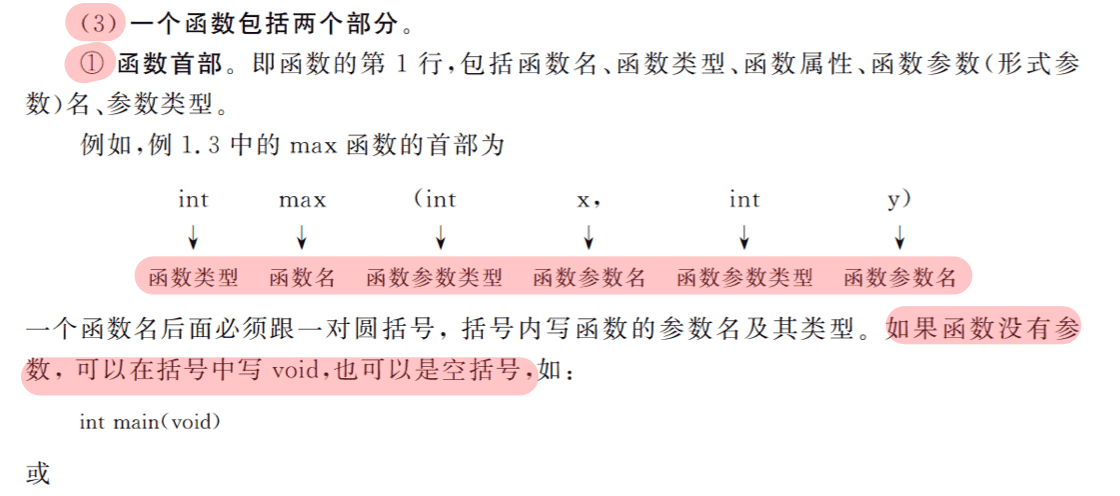 (3) 一个函数包括两个部分。
① 函数首部。即函数的第 1 行,包括函数名、函数类型、函数属性、函数参数(形式参
数)名、参数类型。
例如,例 1.3 中的 max 函数的首部为
int max (int x, int y)
↓ ↓ ↓ ↓ ↓ ↓
函数类型 函数名 函数参数类型 函数参数名 函数参数类型 函数参数名
一个函数名后面必须跟一对圆括号,括号内写函数的参数名及其类型。如果函数没有参
数,可以在括号中写 void,也可以是空括号,如:
int main(void)
或